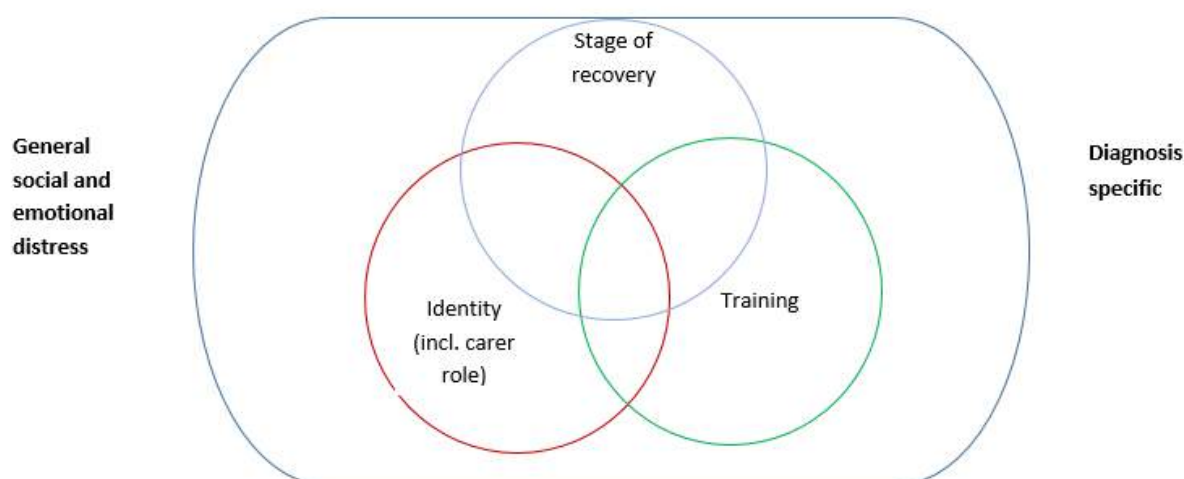 Stage of
recovery
General
social and
emotional
distress
Diagnosis
specific
Identity
(incl. carer
role)
Training